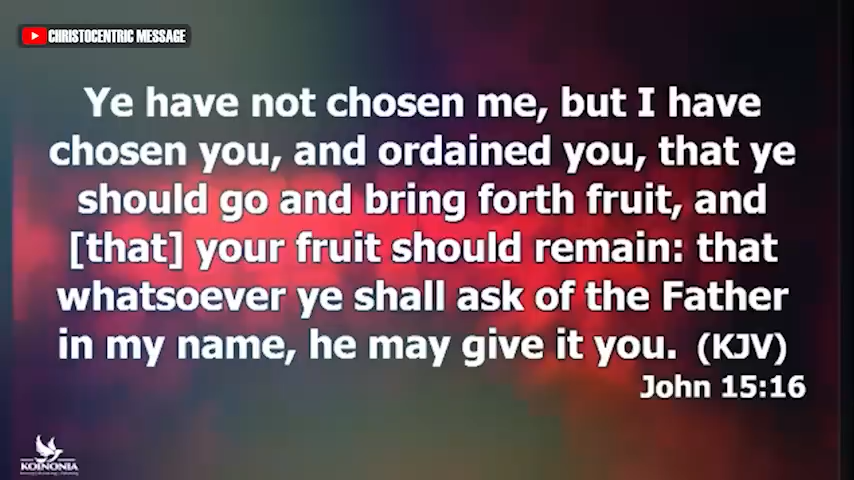 CHRISTOCENTRIC MESSAGE
Ye have not chosen me, but I have
chosen you, and ordained you, that ye
should go and bring forth fruit, and
[that] your fruit should remain: that
whatsoever ye shall ask of the Father
in my name, he may give it you. (KJV)
John 15:16
KOINONIA